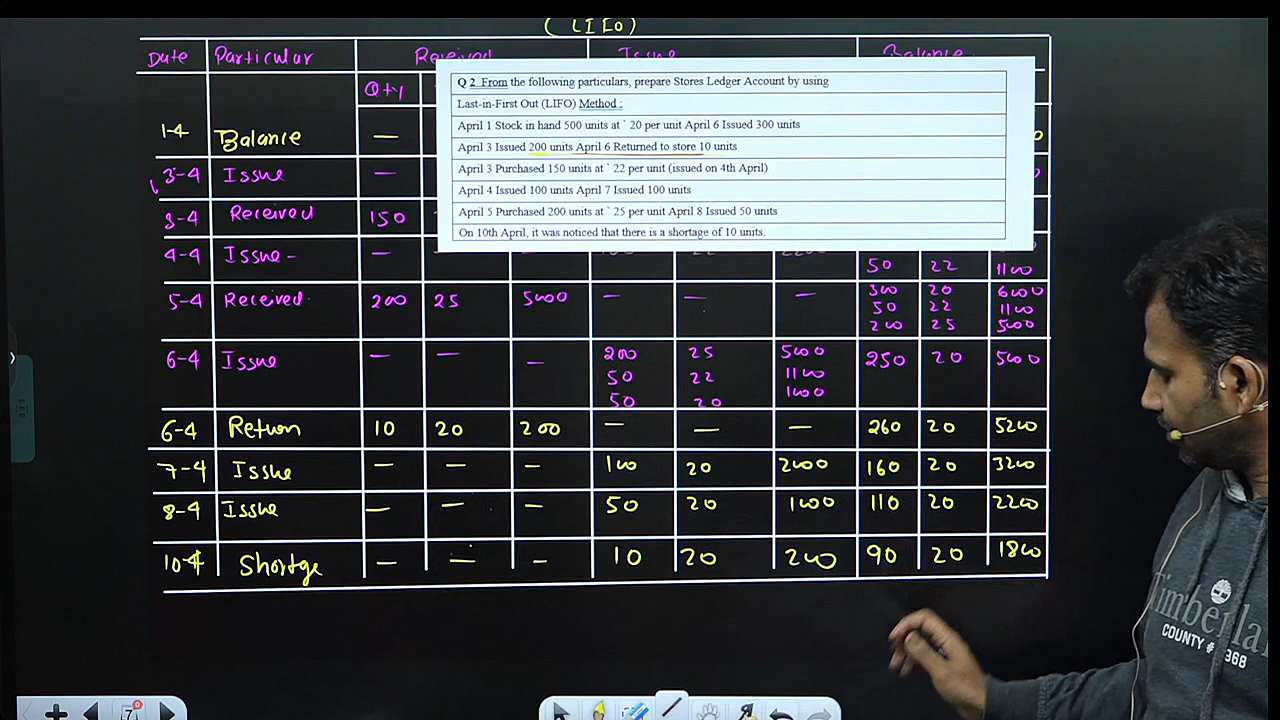 (LIFO)
Date Particular Received Issue Balance
Qty
1-4 Balance —
3-4 Issue —
3-4 Received 150
4-4 Issue - — —
50 22 1100
5-4 Received. 200 25 5000 — — — 300 20 6000
50 22 1100
200 25 5000
6-4 Issue — — — 200 25 5000 250 20 5000
50 22 1100
50 20 1000
6-4 Return 10 20 200 — — — 260 20 5200
7-4 Issue — — — 100 20 2000 160 20 3200
8-4 Issue — — — 50 20 1000 110 20 2200
10-4 Shortge — — — 10 20 200 90 20 1800
Q 2 From the following particulars, prepare Stores Ledger Account by using
Last-in-First Out (LIFO) Method :
April 1 Stock in hand 500 units at ` 20 per unit April 6 Issued 300 units
April 3 Issued 200 units April 6 Returned to store 10 units
April 3 Purchased 150 units at ` 22 per unit (issued on 4th April)
April 4 Issued 100 units April 7 Issued 100 units
April 5 Purchased 200 units at ` 25 per unit April 8 Issued 50 units
On 10th April, it was noticed that there is a shortage of 10 units.
COUNTY #
7